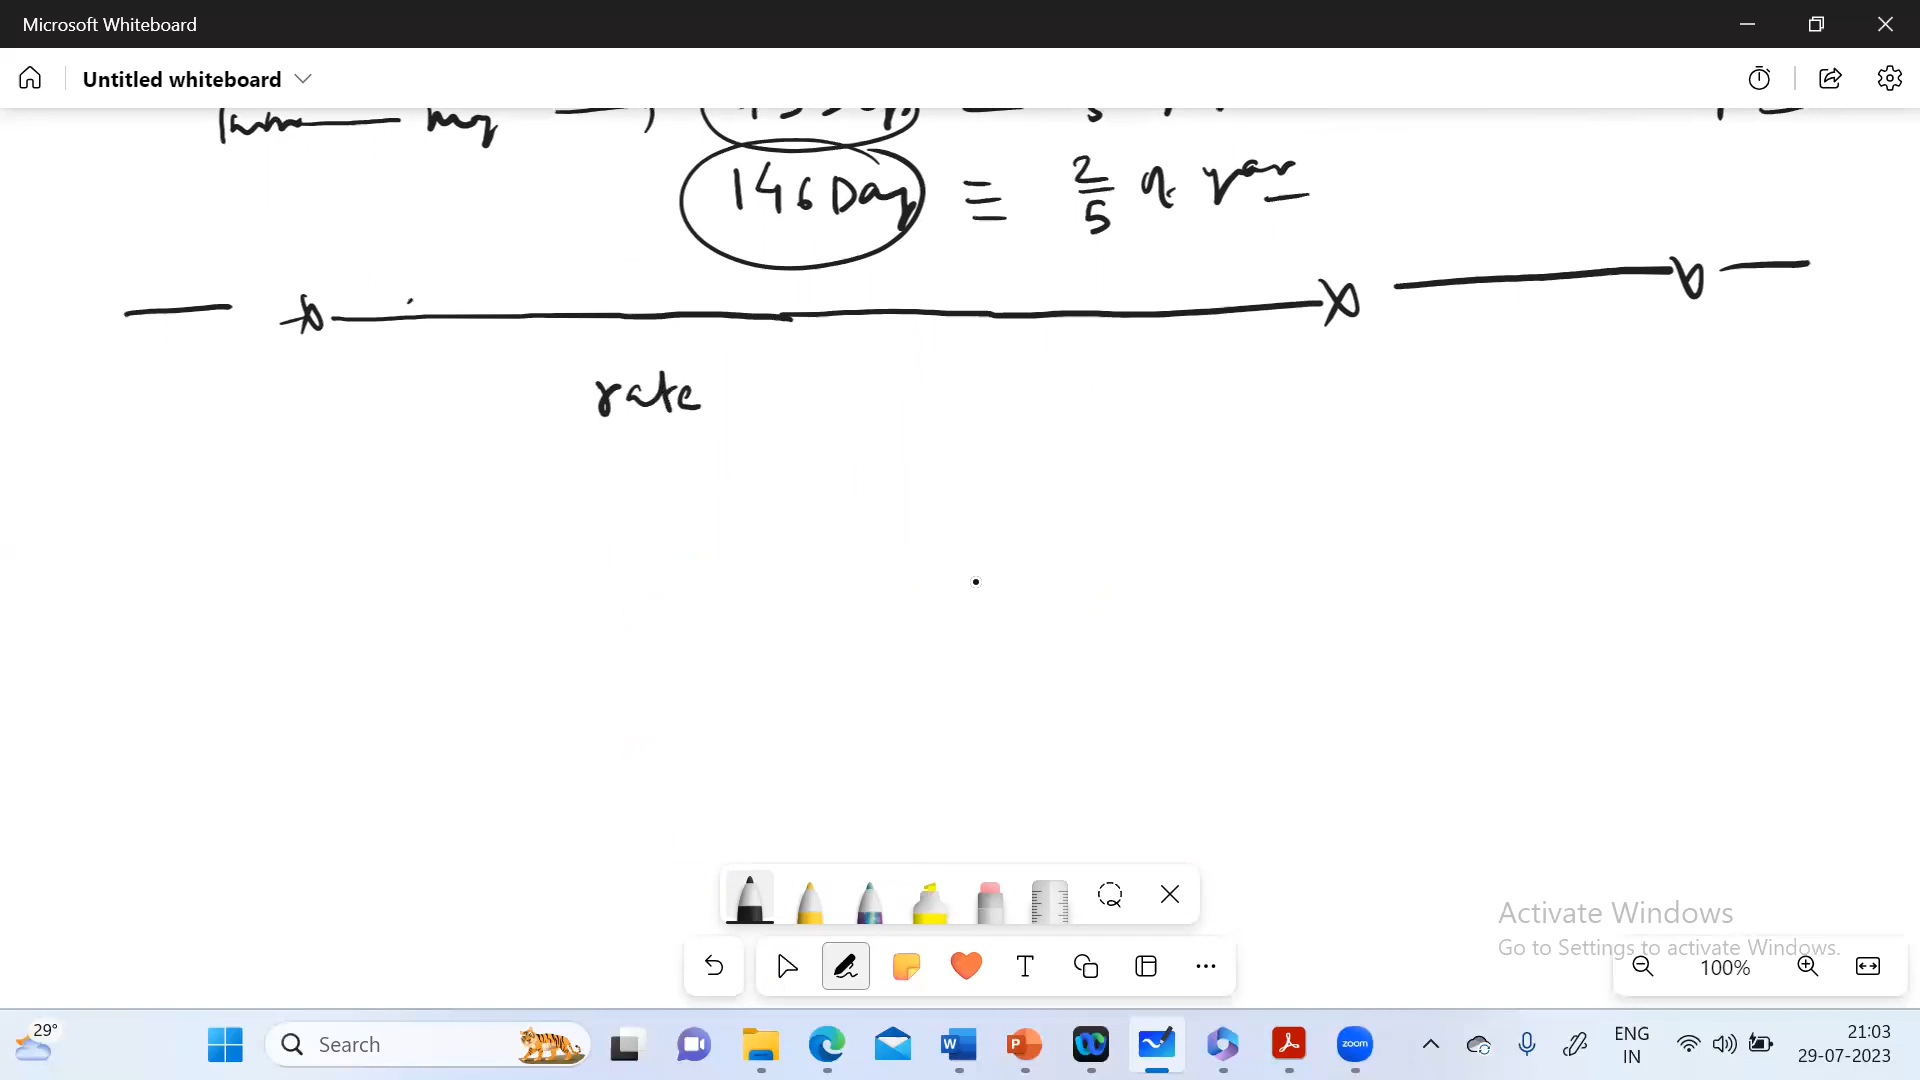 Microsoft Whiteboard
Untitled whiteboard
146 Day = 2/5 of year
rate
Activate Windows
Go to Settings to activate Windows.
100%
29°
Search
zoom
ENG
IN
21:03
29-07-2023